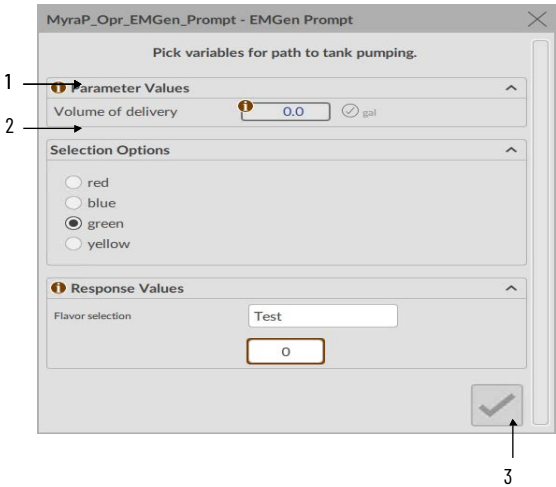 MyraP_Opr_EMGen_Prompt - EMGen Prompt
Pick variables for path to tank pumping.
1
Parameter Values
Volume of delivery 0.0 gal
2
Selection Options
red
blue
green
yellow
Response Values
Flavor selection Test
0
3